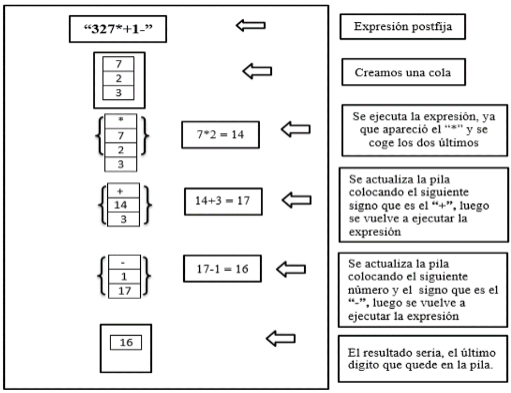 “327*+1-”
Expresión postfija
7
2
3
Creamos una cola
*
7
2
3
7*2 = 14
Se ejecuta la expresión, ya
que apareció el “*” y se
coge los dos últimos
+
14
3
14+3 = 17
Se actualiza la pila
colocando el siguiente
signo que es el “+”, luego
se vuelve a ejecutar la
expresión
-
1
17
17-1 = 16
Se actualiza la pila
colocando el siguiente
número y el signo que es el
“-”, luego se vuelve a
ejecutar la expresión
16
El resultado sería, el último
digito que quede en la pila.